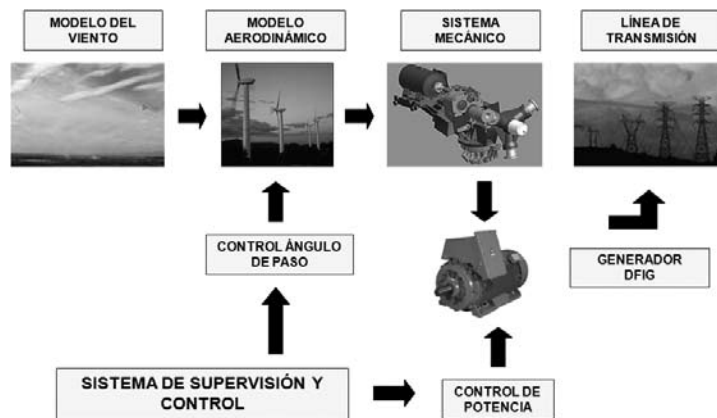 MODELO DEL
VIENTO
MODELO
AERODINÁMICO
SISTEMA
MECÁNICO
LÍNEA DE
TRANSMISIÓN
CONTROL ÁNGULO
DE PASO
GENERADOR
DFIG
SISTEMA DE SUPERVISIÓN Y
CONTROL
CONTROL DE
POTENCIA